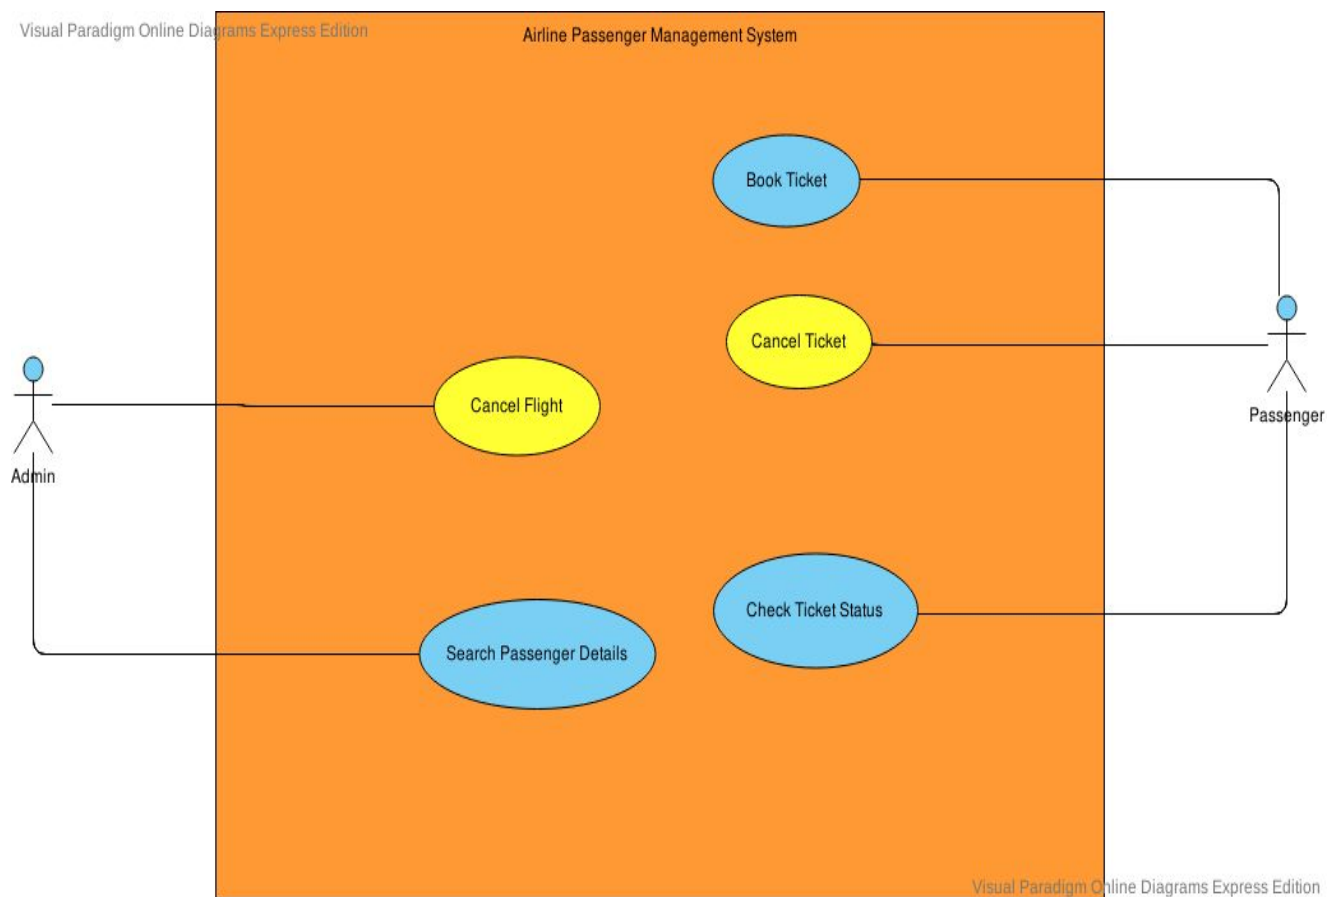 Visual Paradigm Online Diagrams Express Edition
Airline Passenger Management System
Book Ticket
Cancel Ticket
Cancel Flight
Passenger
Admin
Check Ticket Status
Search Passenger Details
Visual Paradigm Online Diagrams Express Edition